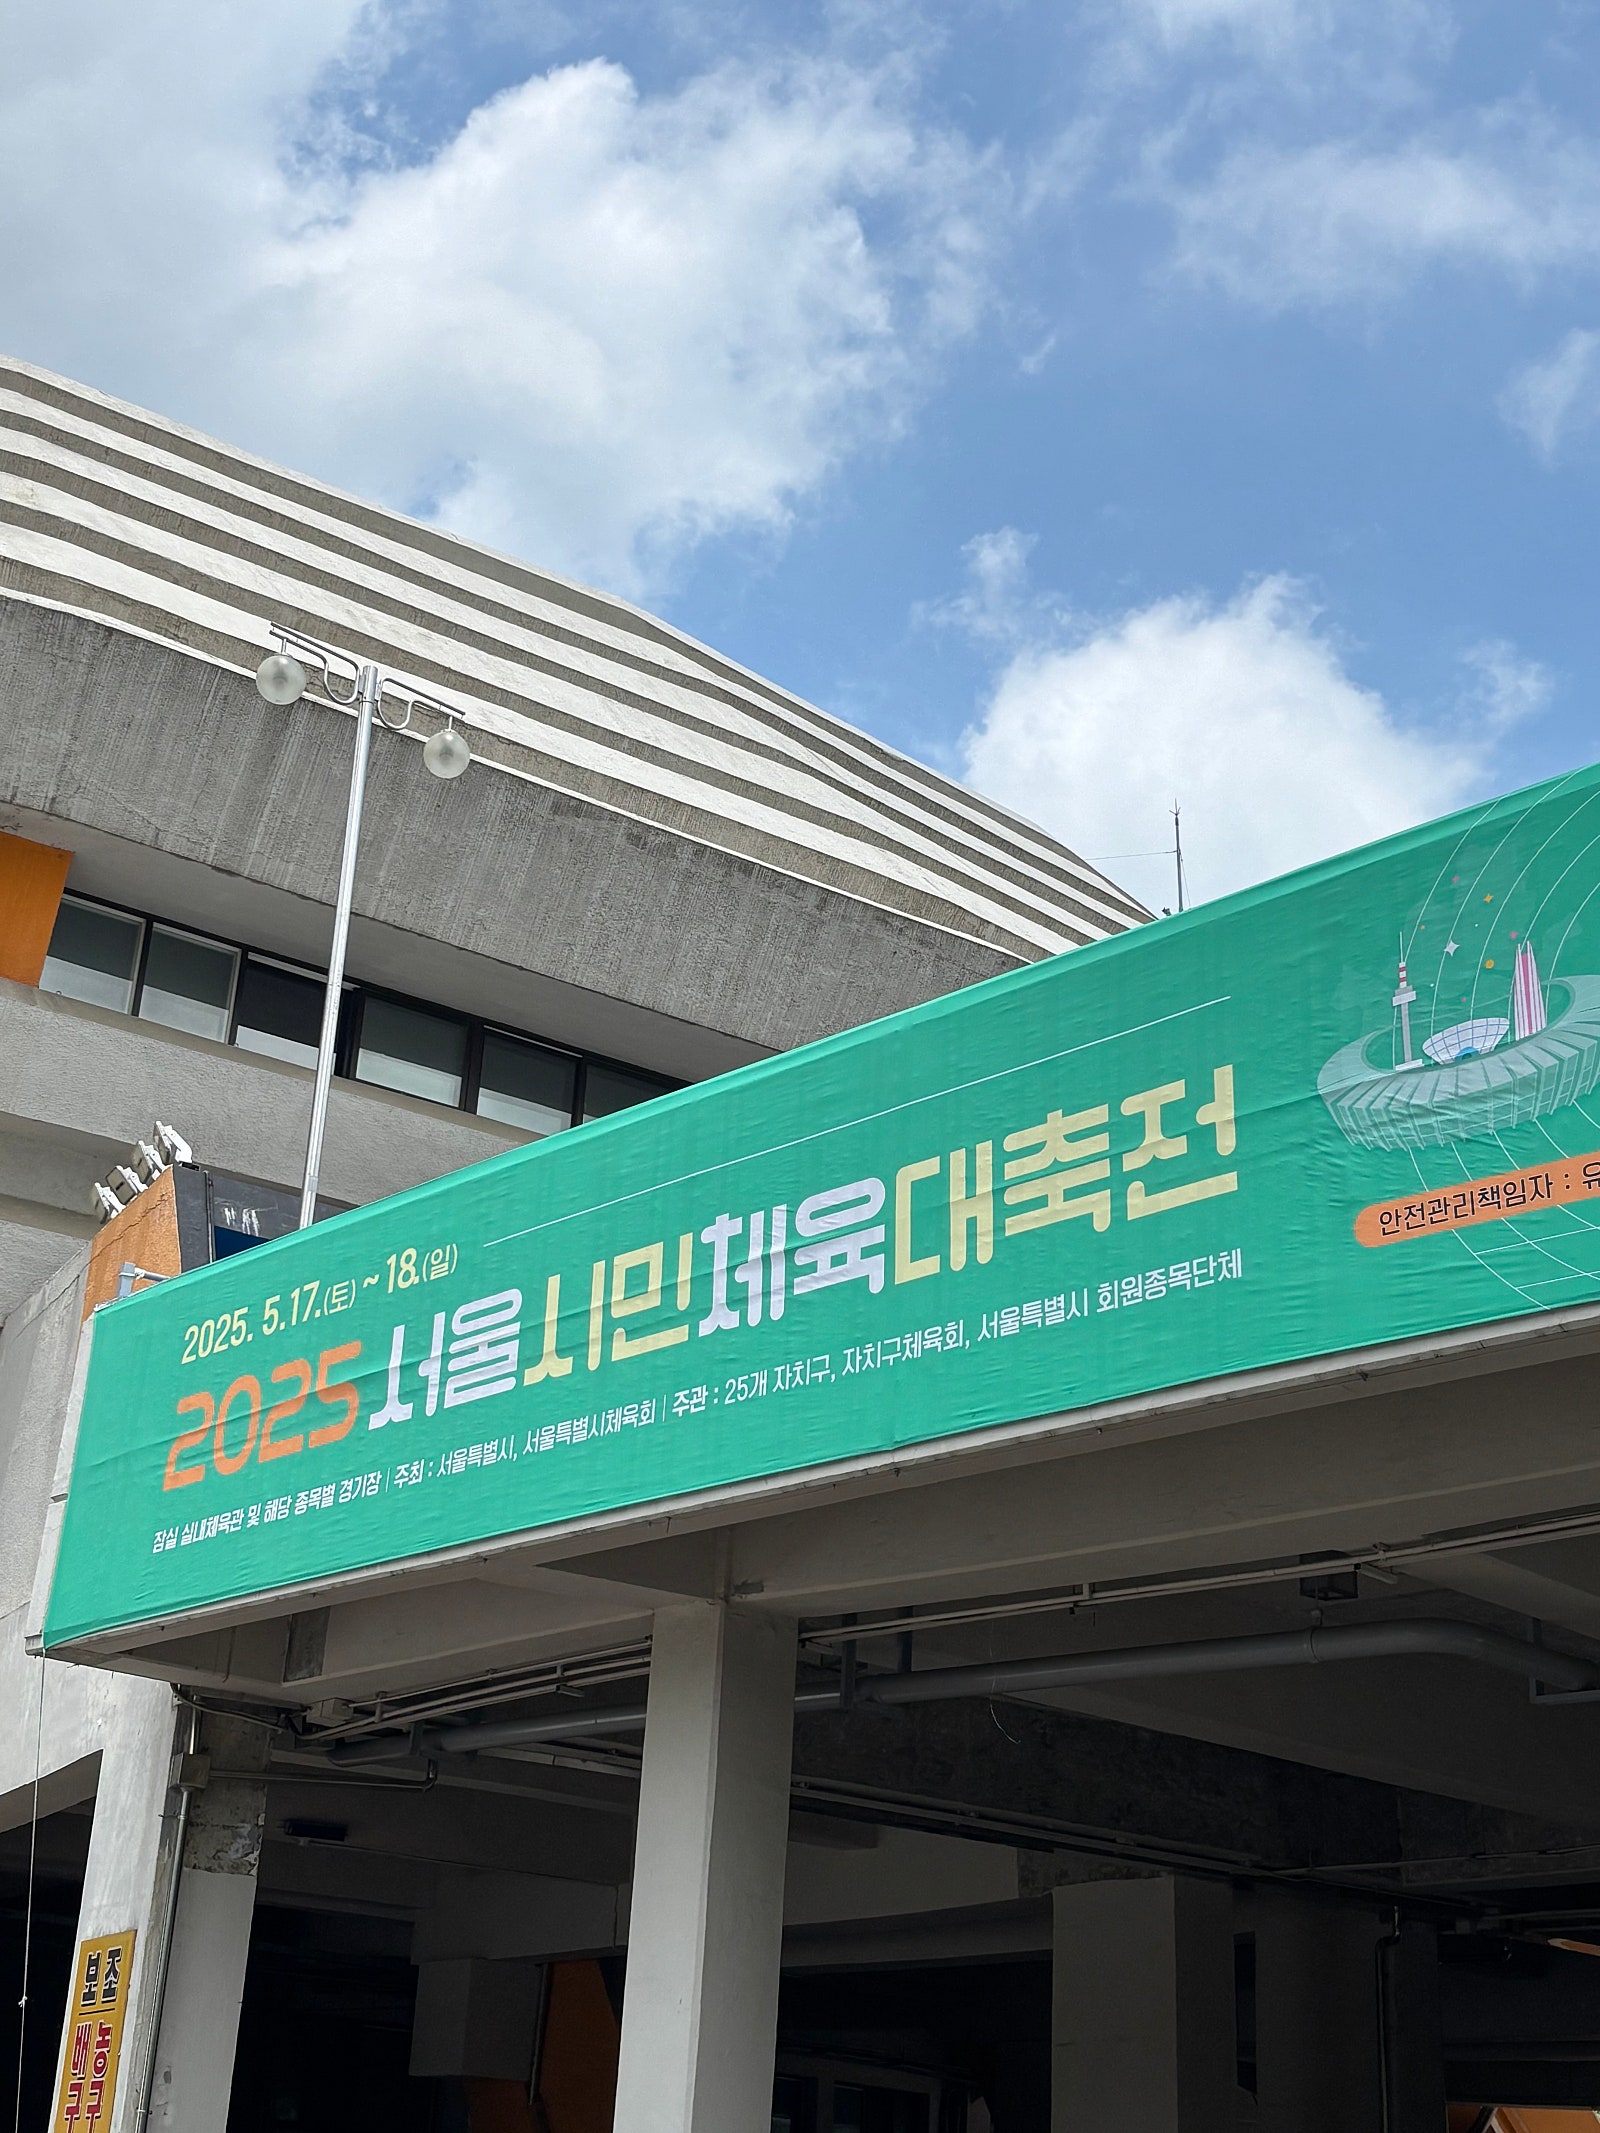 2025. 5.17.(토) ~ 18.(일)
2025 서울시민체육대축전
잠실 실내체육관 및 해당 종목별 경기장 | 주최 : 서울특별시, 서울특별시체육회 | 주관 : 25개 자치구, 자치구체육회, 서울특별시 회원종목단체
안전관리책임자 : 유
보조
배구
농구